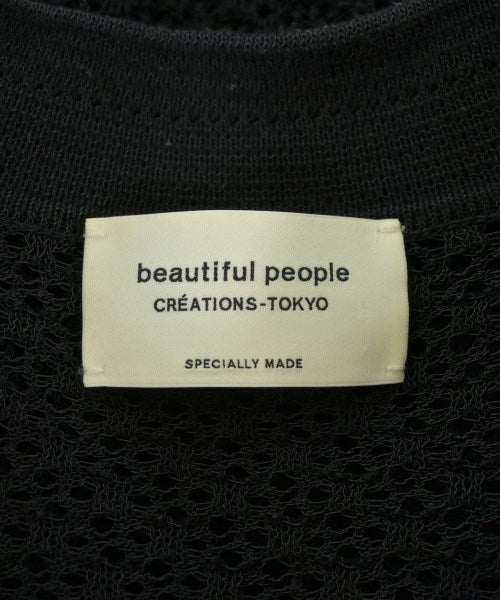 beautiful people
CRÉATIONS-TOKYO
SPECIALLY MADE